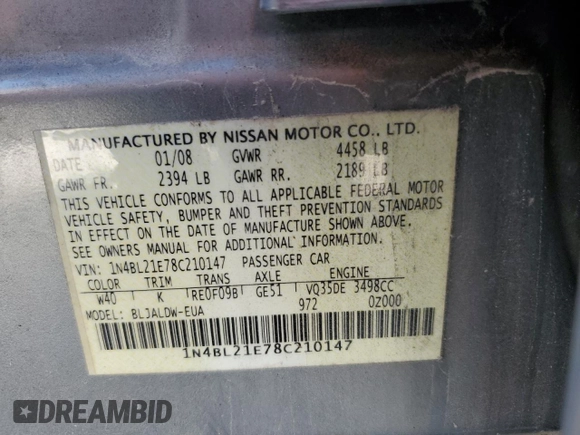 MANUFACTURED BY NISSAN MOTOR CO., LTD.
DATE 01/08 GVWR 4458 LB
GAWR FR. 2394 LB GAWR RR. 2189 LB
THIS VEHICLE CONFORMS TO ALL APPLICABLE FEDERAL MOTOR
VEHICLE SAFETY, BUMPER AND THEFT PREVENTION STANDARDS
IN EFFECT ON THE DATE OF MANUFACTURE SHOWN ABOVE.
SEE OWNERS MANUAL FOR ADDITIONAL INFORMATION.
VIN: 1N4BL21E78C210147 PASSENGER CAR
COLOR TRIM TRANS AXLE ENGINE
W40 K RE0F09B GE51 VQ35DE 3498CC
MODEL: BLJALDW-EUA 972 0Z000
1N4BL21E78C210147
DREAMBID